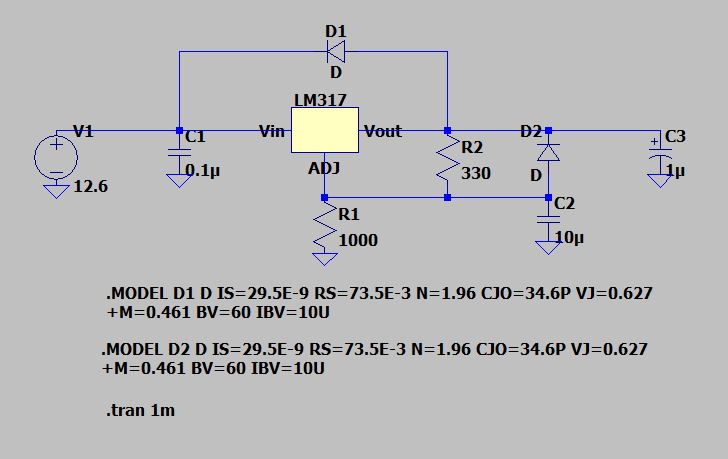 D1
D
LM317
V1
C1
Vin
Vout
D2
C3
R2
0.1µ
ADJ
330
D
1µ
12.6
C2
R1
1000
10µ
.MODEL D1 D IS=29.5E-9 RS=73.5E-3 N=1.96 CJO=34.6P VJ=0.627
+M=0.461 BV=60 IBV=10U
.MODEL D2 D IS=29.5E-9 RS=73.5E-3 N=1.96 CJO=34.6P VJ=0.627
+M=0.461 BV=60 IBV=10U
.tran 1m